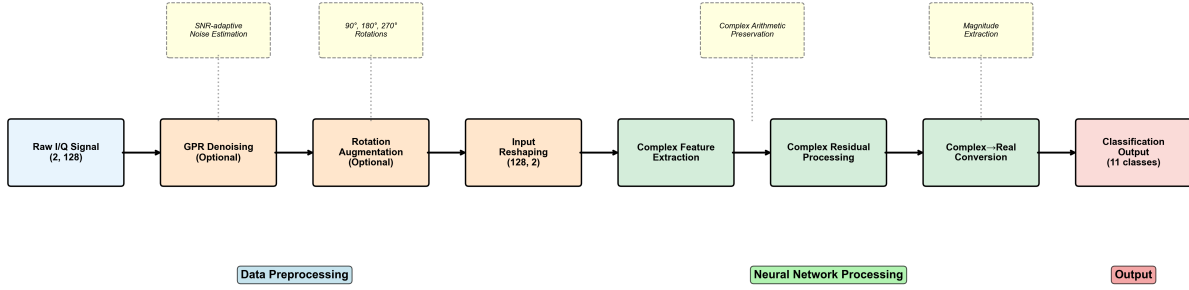 SNR-adaptive
Noise Estimation
90°, 180°, 270°
Rotations
Complex Arithmetic
Preservation
Magnitude
Extraction
Raw I/Q Signal
(2, 128)
GPR Denoising
(Optional)
Rotation
Augmentation
(Optional)
Input
Reshaping
(128, 2)
Complex Feature
Extraction
Complex Residual
Processing
Complex→Real
Conversion
Classification
Output
(11 classes)
Data Preprocessing
Neural Network Processing
Output